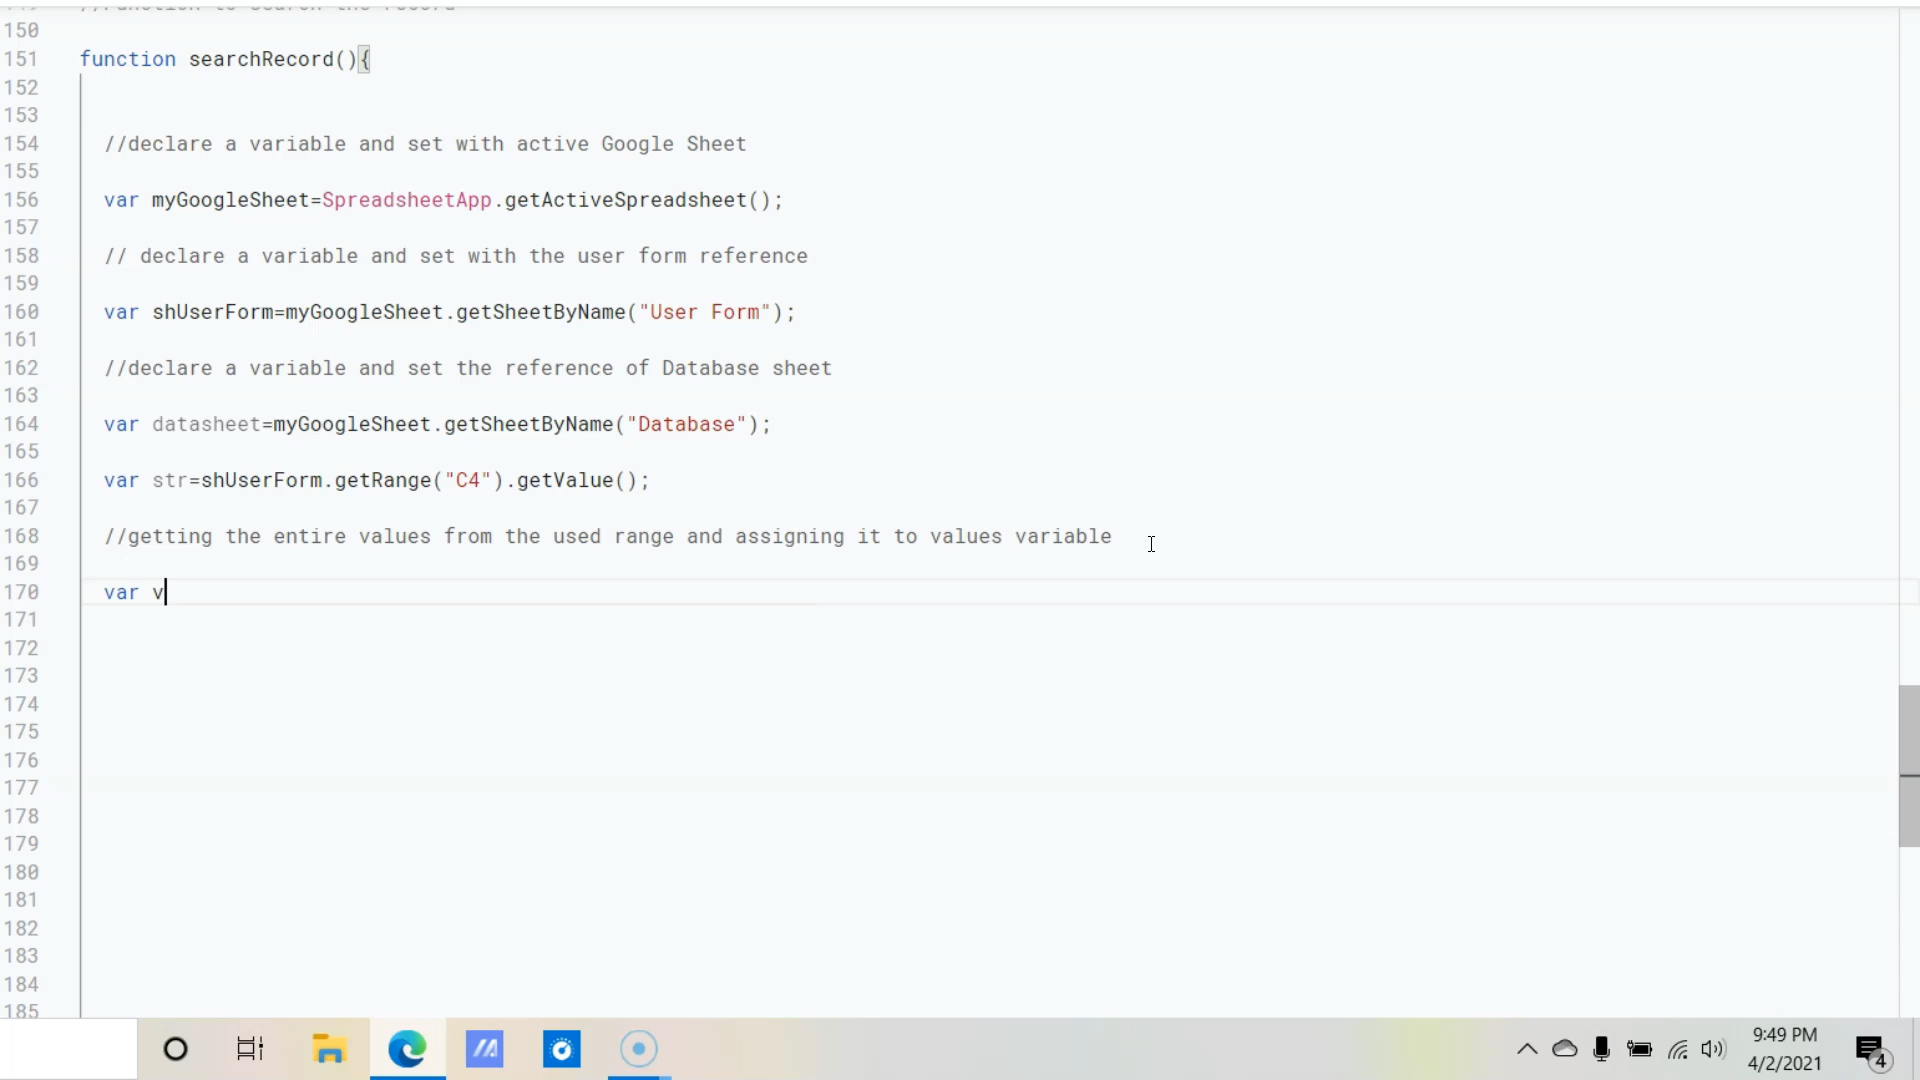 150
151 function searchRecord(){
152
153
154 //declare a variable and set with active Google Sheet
155
156 var myGoogleSheet=SpreadsheetApp.getActiveSpreadsheet();
157
158 // declare a variable and set with the user form reference
159
160 var shUserForm=myGoogleSheet.getSheetByName("User Form");
161
162 //declare a variable and set the reference of Database sheet
163
164 var datasheet=myGoogleSheet.getSheetByName("Database");
165
166 var str=shUserForm.getRange("C4").getValue();
167
168 //getting the entire values from the used range and assigning it to values variable
169
170 var v
171
172
173
174
175
176
177
178
179
180
181
182
183
184
185
9:49 PM
4/2/2021
4